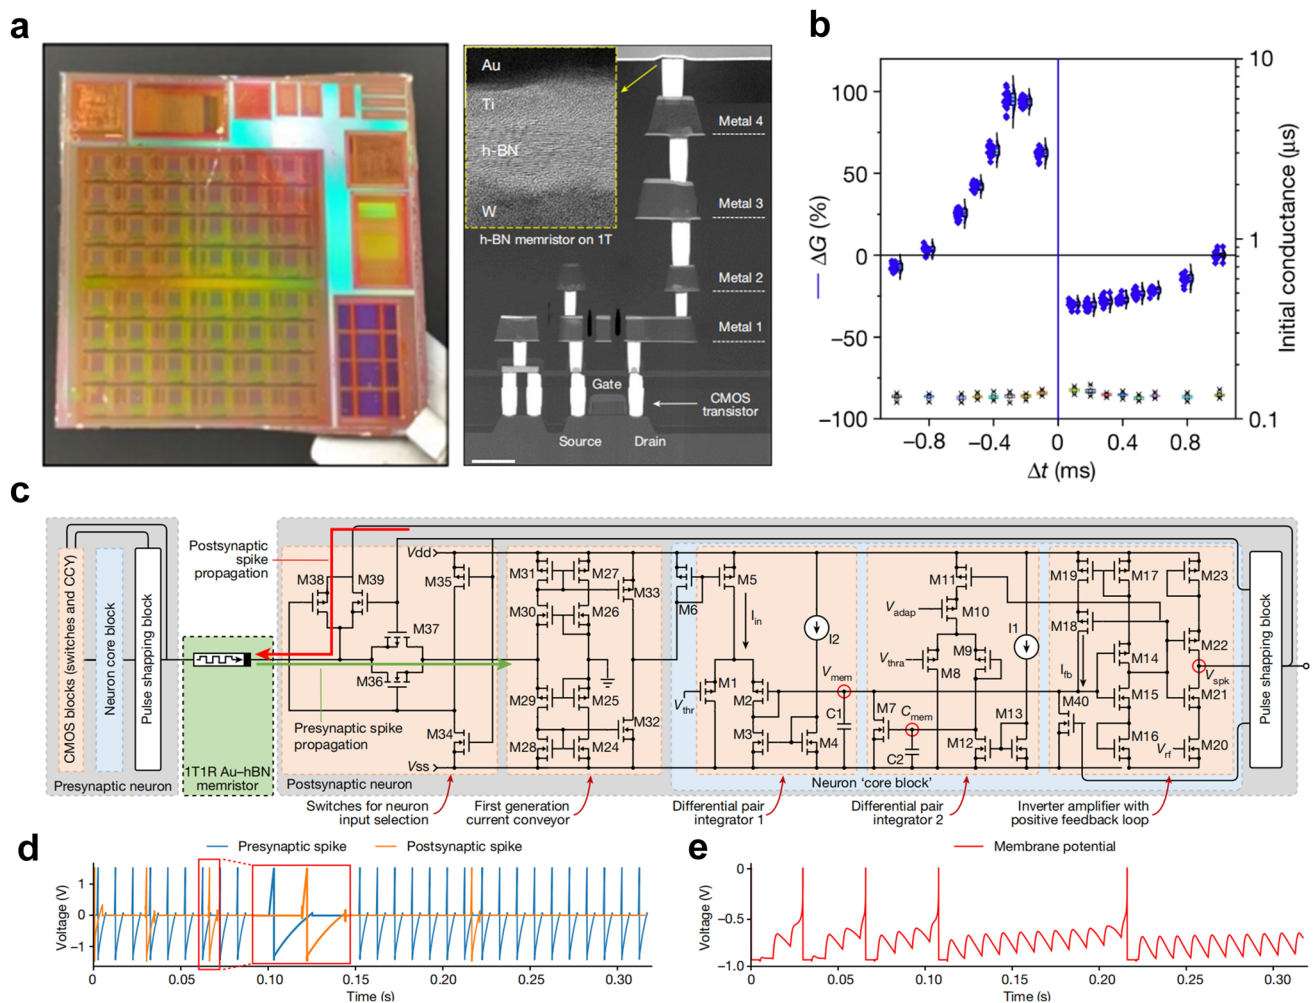 a
Au
Ti
h-BN
W
h-BN memristor on 1T
Metal 4
Metal 3
Metal 2
Metal 1
Gate
CMOS
transistor
Source
Drain
b
100
50
0
−50
−100
ΔG (%)
10
1
0.1
Initial conductance (µs)
−0.8
−0.4
0
0.4
0.8
Δt (ms)
c
CMOS blocks (switches and CCY)
Neuron core block
Pulse shapping block
Presynaptic neuron
Postsynaptic
spike
propagation
1T1R Au–hBN
memristor
Presynaptic spike
propagation
Postsynaptic neuron
Vdd
Vss
M38
M39
M35
M37
M36
M34
M31
M27
M33
M30
M26
M29
M25
M32
M28
M24
M6
M5
Iin
I2
Vmem
M1
M2
Vthr
C1
M3
M4
M11
Vadap
M10
I1
Vthra
M8
M9
M7
Cmem
C2
M12
M13
M19
M17
M23
M18
M22
M14
Ifb
Vspk
M40
M15
M21
M16
Vrf
M20
Pulse shapping block
Neuron ‘core block’
Switches for neuron
input selection
First generation
current conveyor
Differential pair
integrator 1
Differential pair
integrator 2
Inverter amplifier with
positive feedback loop
d
Presynaptic spike
Postsynaptic spike
Voltage (V)
1
0
−1
0
0.05
0.10
0.15
0.20
0.25
0.30
Time (s)
e
Membrane potential
Voltage (V)
0
−0.5
−1.0
0
0.05
0.10
0.15
0.20
0.25
0.30
Time (s)